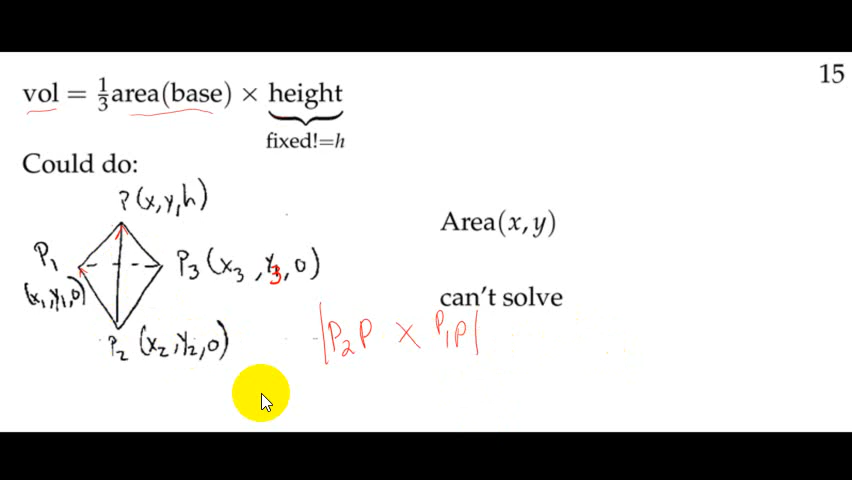 15
vol = 1/3 area(base) × height
fixed!=h
Could do:
P(x,y,h)
P₁
(x₁,y₁,0)
P₃ (x₃,y₃,0)
P₂ (x₂,y₂,0)
Area(x, y)
can't solve
|P₂P × P₁P|